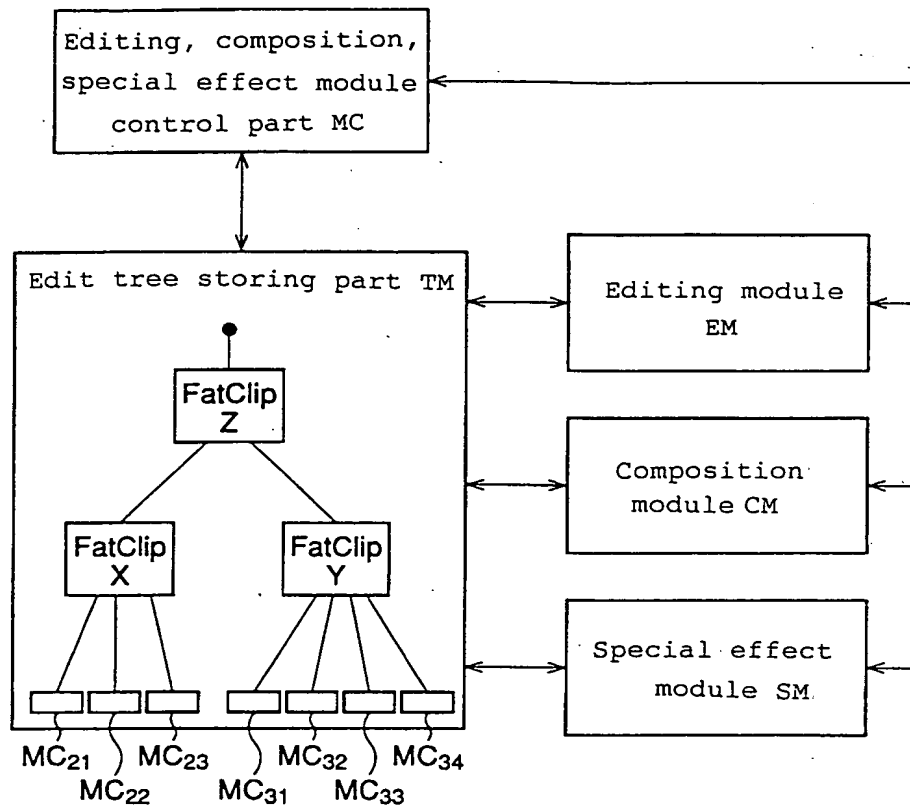 Editing, composition,
special effect module
control part MC
Edit tree storing part TM
FatClip
Z
FatClip
X
FatClip
Y
MC21
MC22
MC23
MC31
MC32
MC33
MC34
Editing module
EM
Composition
module CM
Special effect
module SM